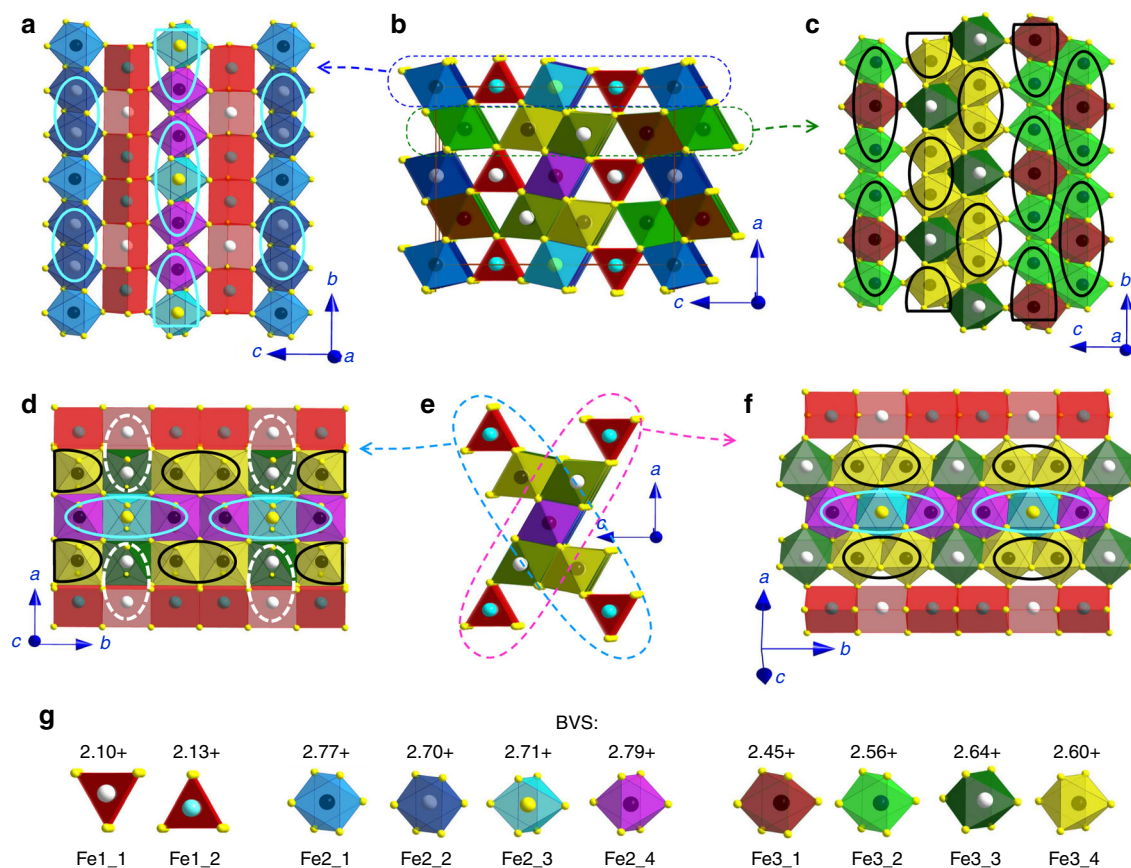 a
b
c
b
c
a
a
c
b
c
a
d
e
f
a
c
b
a
c
a
b
c
g
BVS:
2.10+ 2.13+ 2.77+ 2.70+ 2.71+ 2.79+ 2.45+ 2.56+ 2.64+ 2.60+
Fe1_1 Fe1_2 Fe2_1 Fe2_2 Fe2_3 Fe2_4 Fe3_1 Fe3_2 Fe3_3 Fe3_4